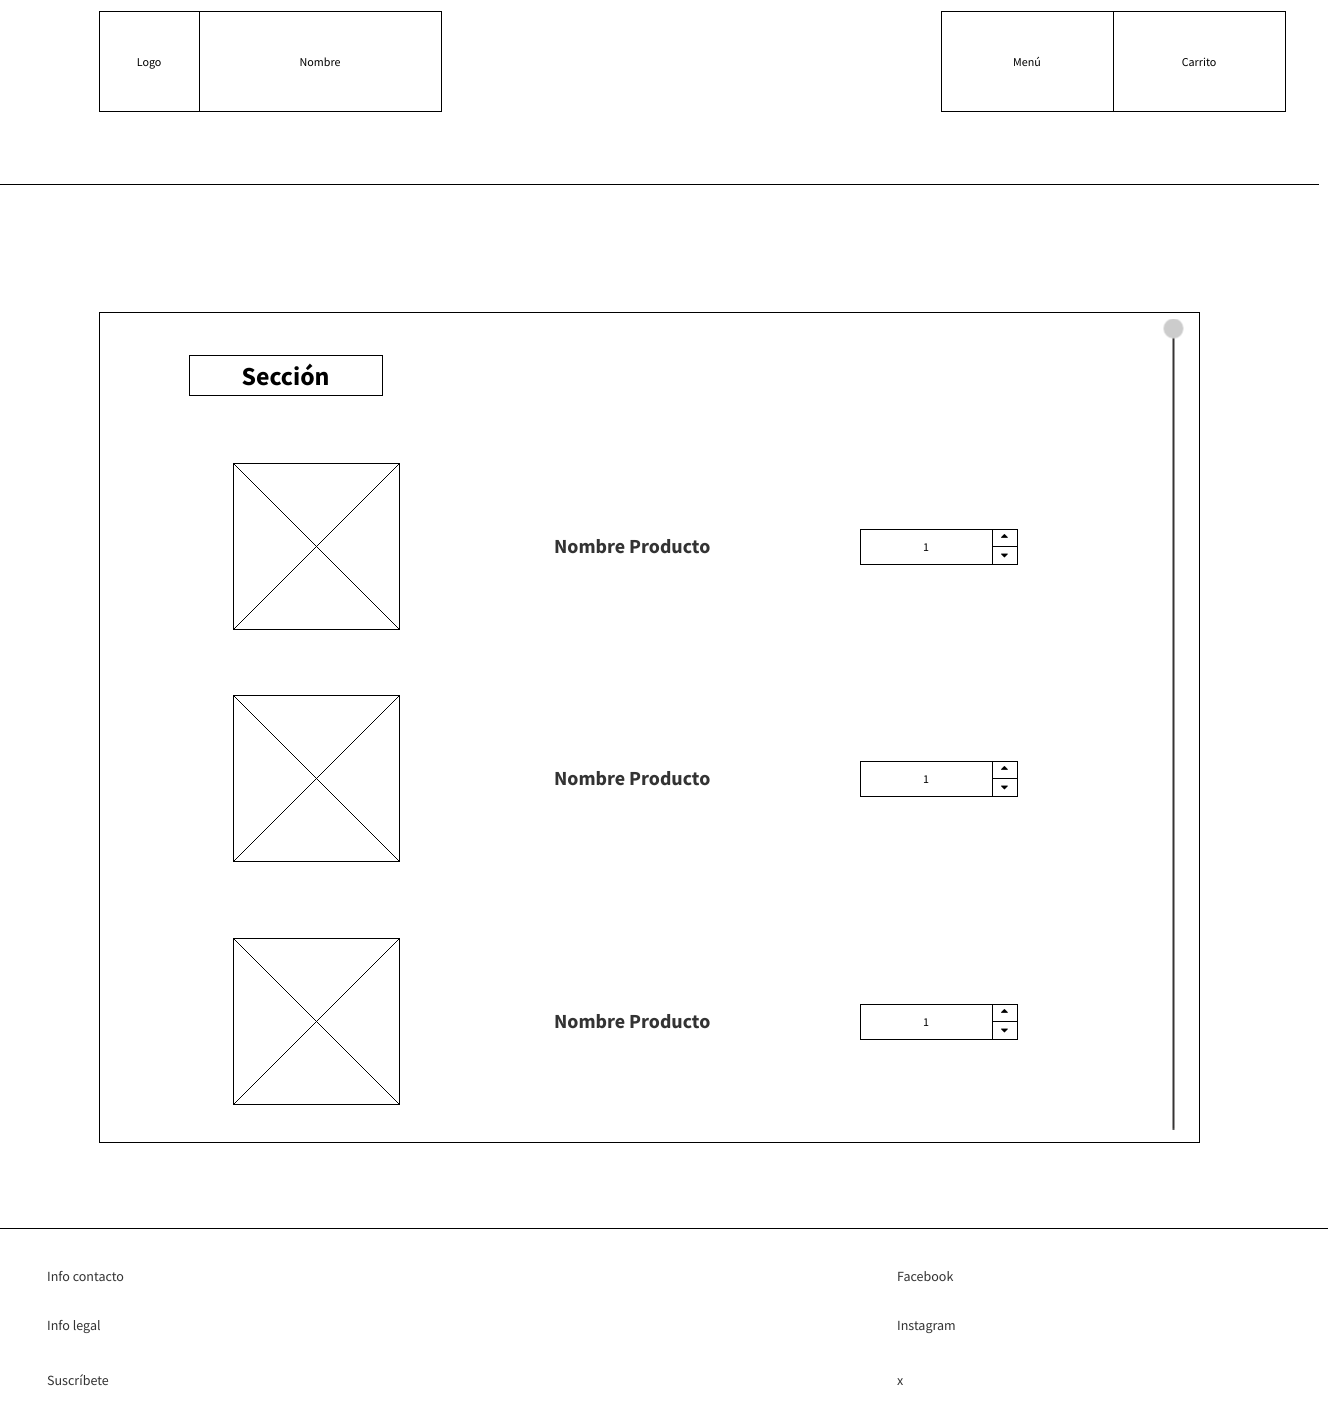 Logo
Nombre
Menú
Carrito
Sección
Nombre Producto
1
Nombre Producto
1
Nombre Producto
1
Info contacto
Facebook
Info legal
Instagram
Suscríbete
x